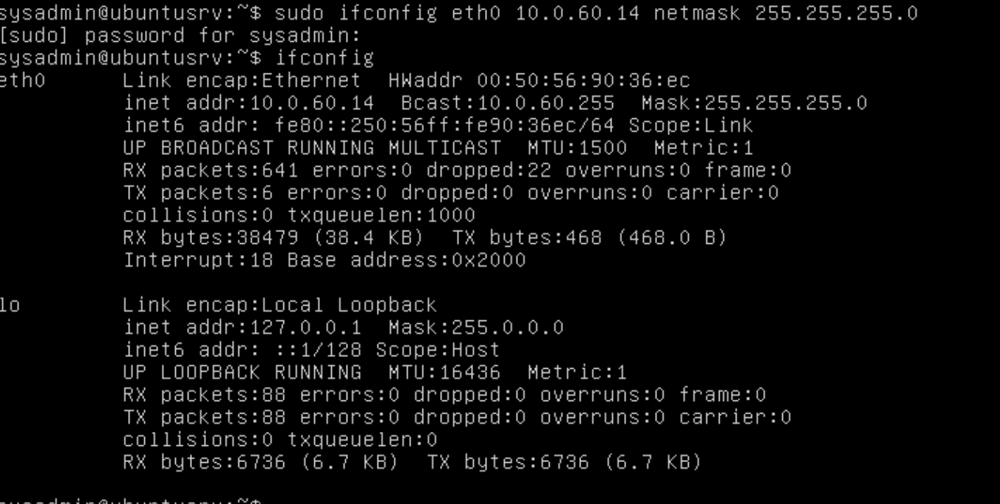 sysadmin@ubuntusrv:~$ sudo ifconfig eth0 10.0.60.14 netmask 255.255.255.0
[sudo] password for sysadmin:
sysadmin@ubuntusrv:~$ ifconfig
eth0      Link encap:Ethernet  HWaddr 00:50:56:90:36:ec
          inet addr:10.0.60.14  Bcast:10.0.60.255  Mask:255.255.255.0
          inet6 addr: fe80::250:56ff:fe90:36ec/64 Scope:Link
          UP BROADCAST RUNNING MULTICAST  MTU:1500  Metric:1
          RX packets:641 errors:0 dropped:22 overruns:0 frame:0
          TX packets:6 errors:0 dropped:0 overruns:0 carrier:0
          collisions:0 txqueuelen:1000
          RX bytes:38479 (38.4 KB)  TX bytes:468 (468.0 B)
          Interrupt:18 Base address:0x2000
lo        Link encap:Local Loopback
          inet addr:127.0.0.1  Mask:255.0.0.0
          inet6 addr: ::1/128 Scope:Host
          UP LOOPBACK RUNNING  MTU:16436  Metric:1
          RX packets:88 errors:0 dropped:0 overruns:0 frame:0
          TX packets:88 errors:0 dropped:0 overruns:0 carrier:0
          collisions:0 txqueuelen:0
          RX bytes:6736 (6.7 KB)  TX bytes:6736 (6.7 KB)
sysadmin@ubuntusrv:~$